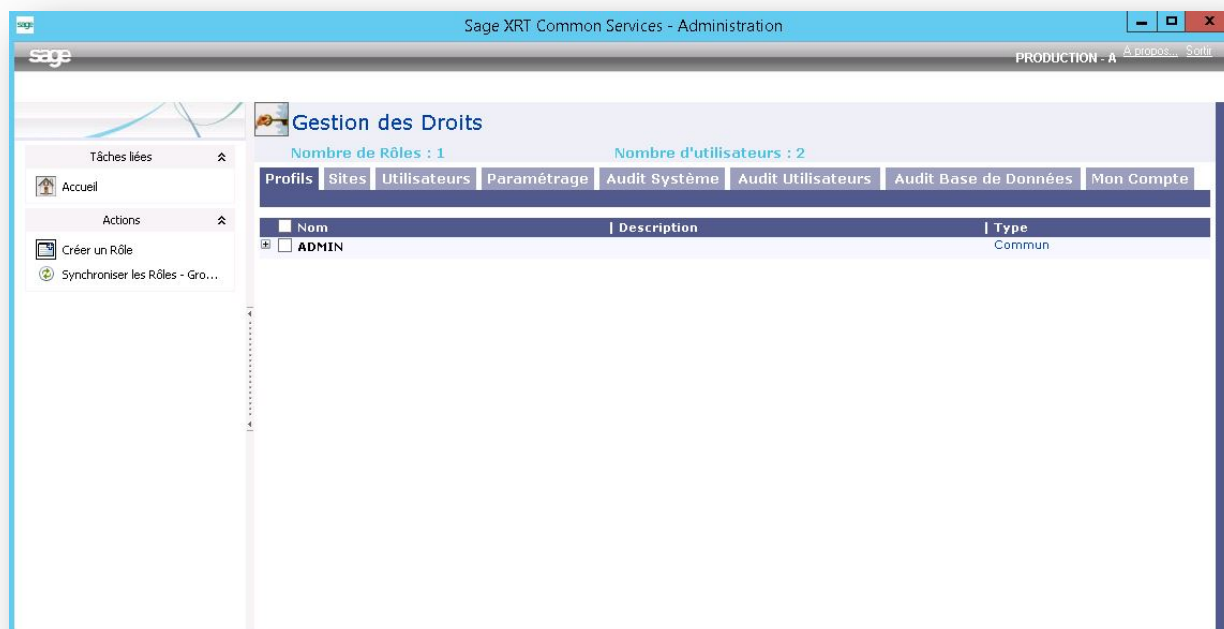 sage
Sage XRT Common Services - Administration
sage
PRODUCTION - A A propos... Sortir
Gestion des Droits
Nombre de Rôles : 1 Nombre d'utilisateurs : 2
Tâches liées
Accueil
Actions
Créer un Rôle
Synchroniser les Rôles - Gro...
Profils Sites Utilisateurs Paramétrage Audit Système Audit Utilisateurs Audit Base de Données Mon Compte
Nom | Description | Type
ADMIN Commun